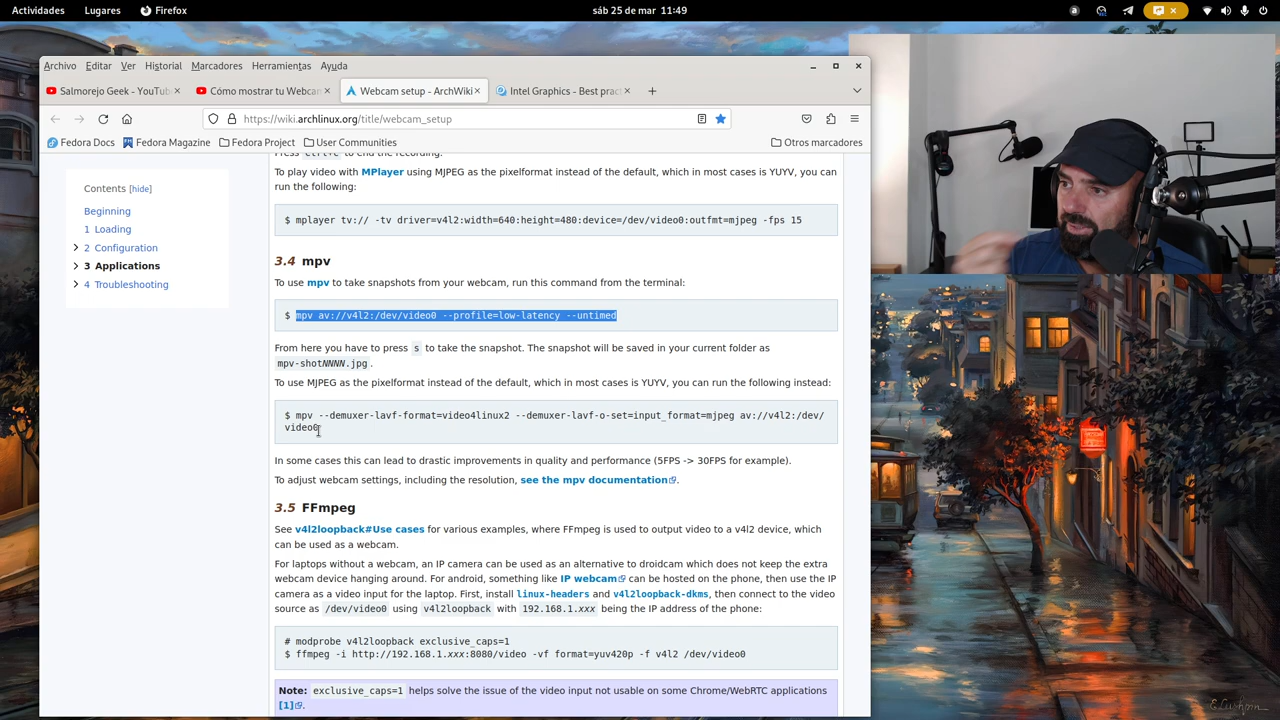 Actividades Lugares Firefox sáb 25 de mar 11:49
Archivo Editar Ver Historial Marcadores Herramientas Ayuda
Salmorejo Geek - YouTub Cómo mostrar tu Webcam Webcam setup - ArchWiki Intel Graphics - Best prac
https://wiki.archlinux.org/title/webcam_setup
Fedora Docs Fedora Magazine Fedora Project User Communities Otros marcadores
Contents [hide]
Beginning
1 Loading
2 Configuration
3 Applications
4 Troubleshooting
Press Ctrl+c to end the recording.
To play video with MPlayer using MJPEG as the pixelformat instead of the default, which in most cases is YUYV, you can
run the following:
$ mplayer tv:// -tv driver=v4l2:width=640:height=480:device=/dev/video0:outfmt=mjpeg -fps 15
3.4 mpv
To use mpv to take snapshots from your webcam, run this command from the terminal:
$ mpv av://v4l2:/dev/video0 --profile=low-latency --untimed
From here you have to press s to take the snapshot. The snapshot will be saved in your current folder as
mpv-shotNNNN.jpg.
To use MJPEG as the pixelformat instead of the default, which in most cases is YUYV, you can run the following instead:
$ mpv --demuxer-lavf-format=video4linux2 --demuxer-lavf-o-set=input_format=mjpeg av://v4l2:/dev/
video0
In some cases this can lead to drastic improvements in quality and performance (5FPS -> 30FPS for example).
To adjust webcam settings, including the resolution, see the mpv documentation.
3.5 FFmpeg
See v4l2loopback#Use cases for various examples, where FFmpeg is used to output video to a v4l2 device, which
can be used as a webcam.
For laptops without a webcam, an IP camera can be used as an alternative to droidcam which does not keep the extra
webcam device hanging around. For android, something like IP webcam can be hosted on the phone, then use the IP
camera as a video input for the laptop. First, install linux-headers and v4l2loopback-dkms, then connect to the video
source as /dev/video0 using v4l2loopback with 192.168.1.xxx being the IP address of the phone:
# modprobe v4l2loopback exclusive_caps=1
$ ffmpeg -i http://192.168.1.xxx:8080/video -vf format=yuv420p -f v4l2 /dev/video0
Note: exclusive_caps=1 helps solve the issue of the video input not usable on some Chrome/WebRTC applications
[1].